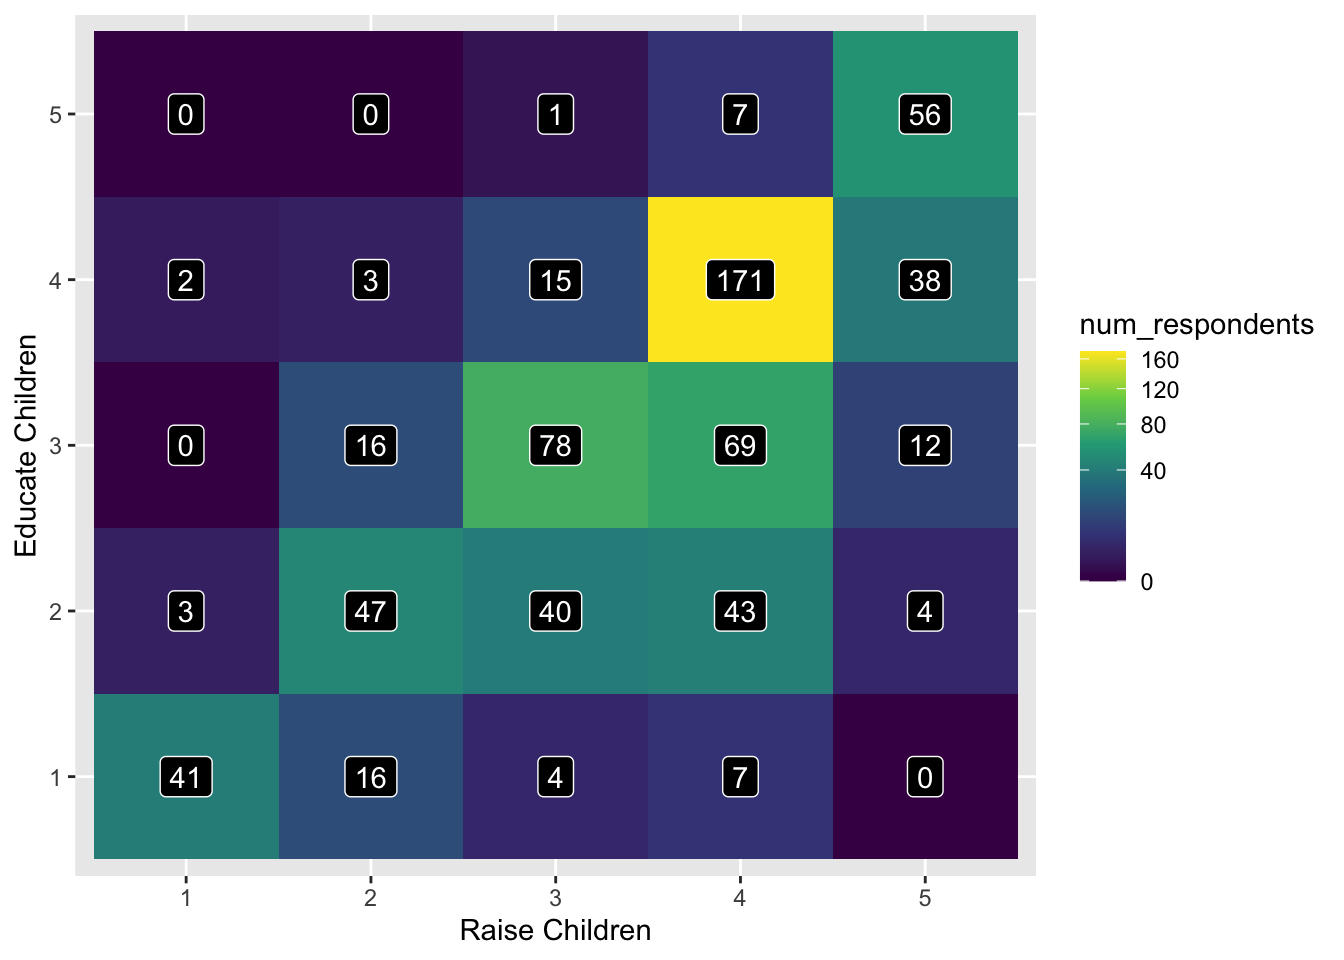 5 0 0 1 7 56
4 2 3 15 171 38
3 0 16 78 69 12
2 3 47 40 43 4
1 41 16 4 7 0
1 2 3 4 5
Raise Children
Educate Children
num_respondents
160
120
80
40
0